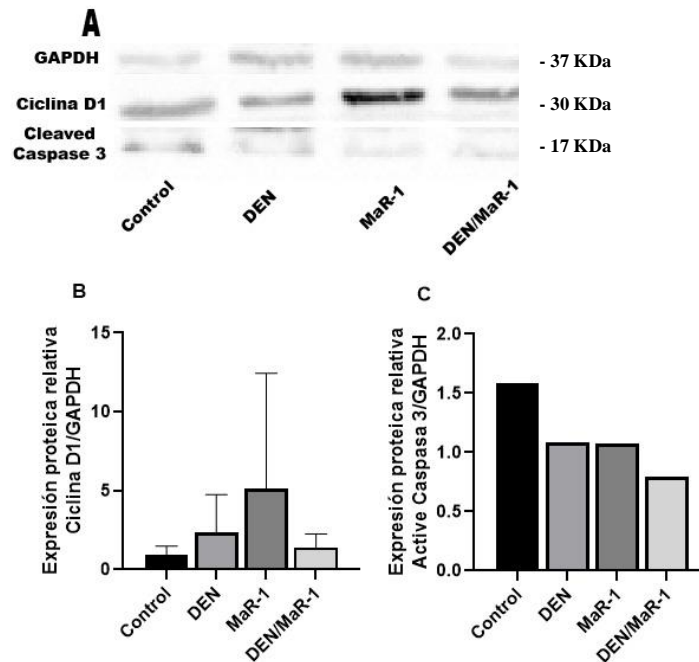 A
GAPDH
- 37 KDa
Ciclina D1
- 30 KDa
Cleaved
Caspase 3
- 17 KDa
Control
DEN
MaR-1
DEN/MaR-1
B
Expresión proteica relativa
Ciclina D1/GAPDH
15
10
5
0
Control
DEN
MaR-1
DEN/MaR-1
C
Expresión proteica relativa
Active Caspasa 3/GAPDH
2.0
1.5
1.0
0.5
0.0
Control
DEN
MaR-1
DEN/MaR-1